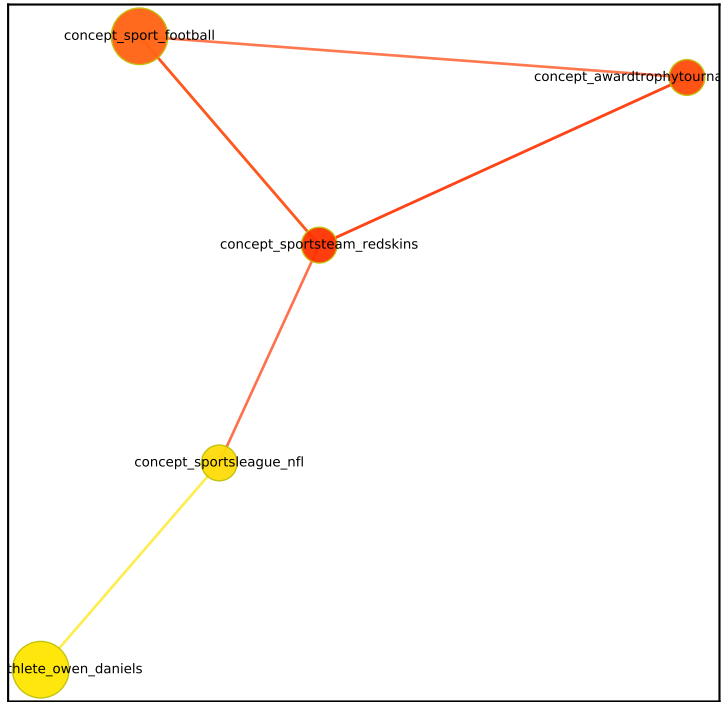 concept_sport_football
concept_awardtrophytourna
concept_sportsteam_redskins
concept_sportsleague_nfl
thlete_owen_daniels